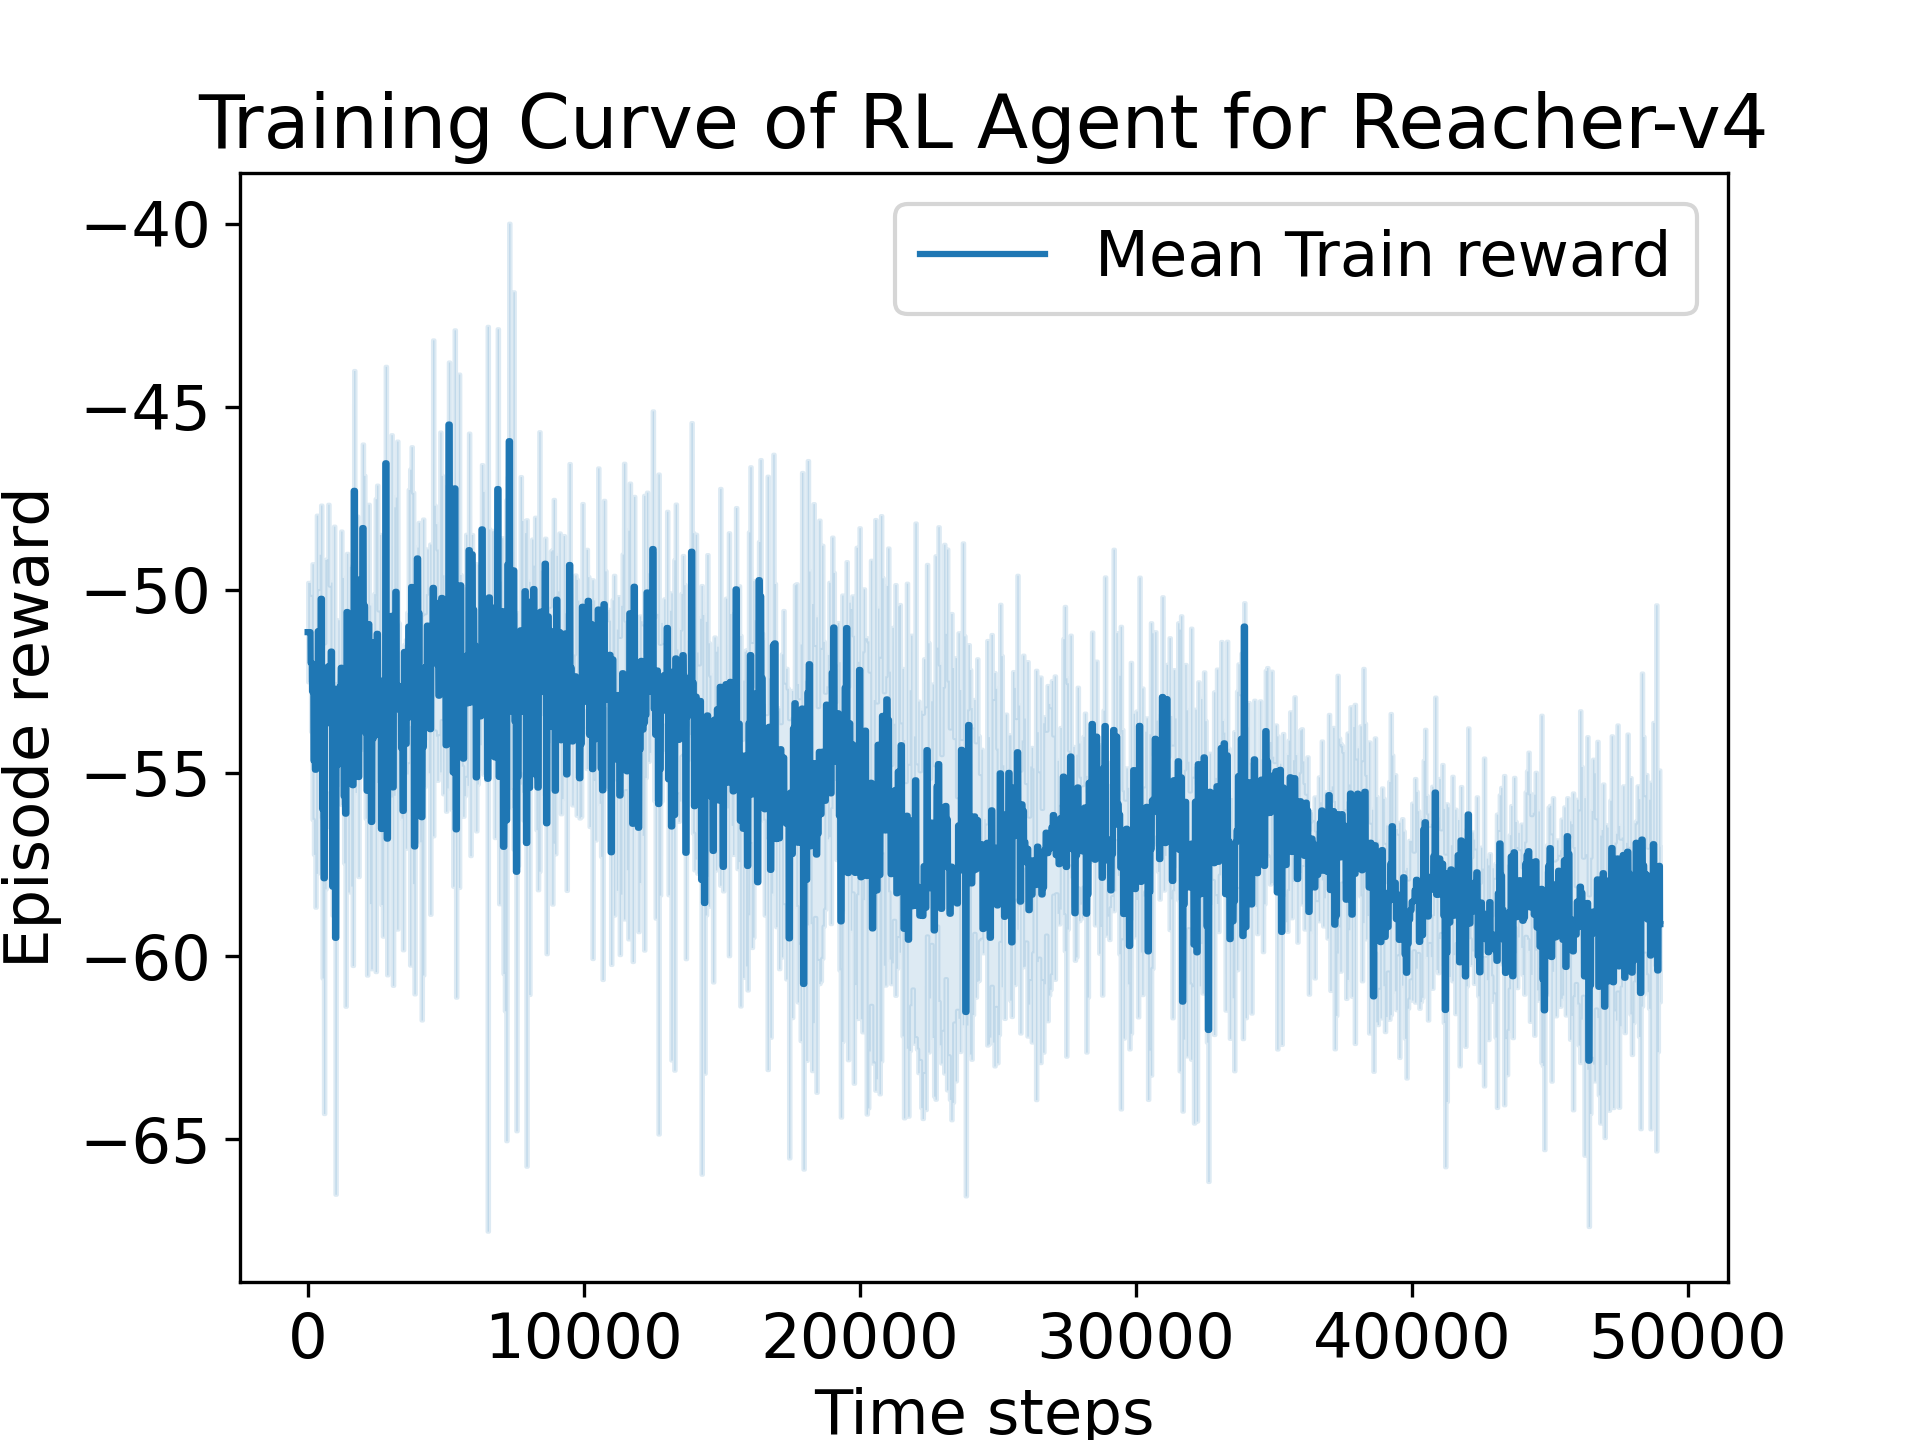 Training Curve of RL Agent for Reacher-v4
Mean Train reward
−40
−45
−50
−55
−60
−65
Episode reward
0 10000 20000 30000 40000 50000
Time steps